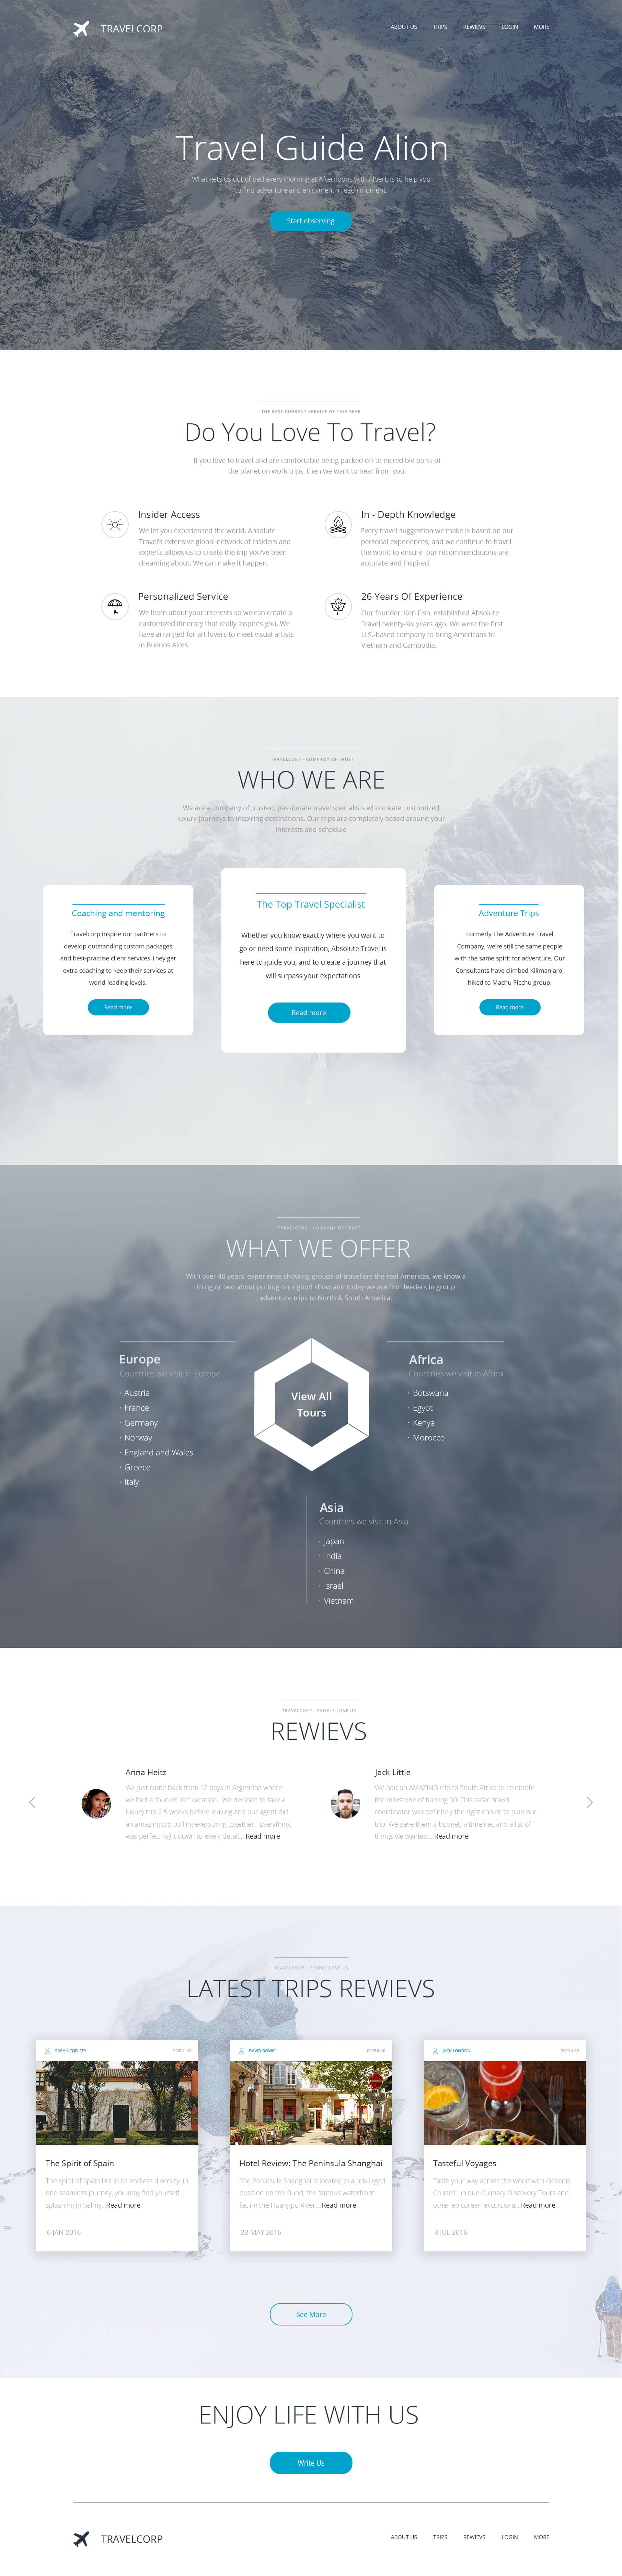 TRAVELCORP
ABOUT US TRIPS REWIEVS LOGIN MORE
Travel Guide Alion
What gets us out of bed every morning at Afternoons with Albert, is to help you
to find adventure and enjoyment in each moment.
Start observing
THE BEST CURRENT SERVICE OF THIS YEAR
Do You Love To Travel?
If you love to travel and are comfortable being packed off to incredible parts of
the planet on work trips, then we want to hear from you.
Insider Access
We let you experiensed the world. Absolute
Travel's extensive global network of insiders and
experts allows us to create the trip you've been
dreaming about. We can make it happen.
In - Depth Knowledge
Every travel suggestion we make is based on our
personal experiences, and we continue to travel
the world to ensure our recommendations are
accurate and inspired.
Personalized Service
We learn about your interests so we can create a
customized itinerary that really inspires you. We
have arranged for art lovers to meet visual artists
in Buenos Aires.
26 Years Of Experience
Our founder, Ken Fish, established Absolute
Travel twenty-six years ago. We were the first
U.S.-based company to bring Americans to
Vietnam and Cambodia.
TRAVELCORP - COMPANY OF TRUST
WHO WE ARE
We are a company of trusted, passionate travel specialists who create customized
luxury journeys to inspiring destinations. Our trips are completely based around your
interests and schedule
Coaching and mentoring
Travelcorp inspire our partners to
develop outstanding custom packages
and best-practise client services.They get
extra coaching to keep their services at
world-leading levels.
Read more
The Top Travel Specialist
Whether you know exactly where you want to
go or need some inspiration, Absolute Travel is
here to guide you, and to create a journey that
will surpass your expectations
Read more
Adventure Trips
Formerly The Adventure Travel
Company, we're still the same people
with the same spirit for adventure. Our
Consultants have climbed Kilimanjaro,
hiked to Machu Picchu group.
Read more
TRAVELCORP - COMPANY OF TRUST
WHAT WE OFFER
With over 40 years' experience showing groups of travellers the real Americas, we know a
thing or two about putting on a good show and today we are firm leaders in group
adventure trips to North & South America.
Europe
Countries we visit in Europe
· Austria
· France
· Germany
· Norway
· England and Wales
· Greece
· Italy
View All
Tours
Africa
Countries we visit in Africa
· Botswana
· Egypt
· Kenya
· Morocco
Asia
Countries we visit in Asia
· Japan
· India
· China
· Israel
· Vietnam
TRAVELCORP - PEOPLE LOVE US
REWIEVS
Anna Heitz
We just came back from 12 days in Argentina where
we had a "bucket list" vacation. We decided to take a
luxury trip 2.5 weeks before leaving and our agent did
an amazing job pulling everything together. Everything
was perfect right down to every detail... Read more
Jack Little
We had an AMAZING trip to South Africa to celebrate
the milestone of turning 30! This safari travel
coordinator was definitely the right choice to plan our
trip. We gave them a budget, a timeline, and a list of
things we wanted... Read more
TRAVELCORP - PEOPLE LOVE US
LATEST TRIPS REWIEVS
SARAH CHELSEY POPULAR
The Spirit of Spain
The spirit of Spain lies in its endless diversity; in
one seamless journey, you may find yourself
splashing in balmy...Read more
6 JAN 2016
DAVID BOWIE POPULAR
Hotel Review: The Peninsula Shanghai
The Peninsula Shanghai is located in a privileged
position on the Bund, the famous waterfront
facing the Huangpu River....Read more
23 MAY 2016
JACK LONDON POPULAR
Tasteful Voyages
Taste your way across the world with Oceania
Cruises' unique Culinary Discovery Tours and
other epicurean excursions...Read more
3 JUL 2016
See More
ENJOY LIFE WITH US
Write Us
TRAVELCORP
ABOUT US TRIPS REWIEVS LOGIN MORE